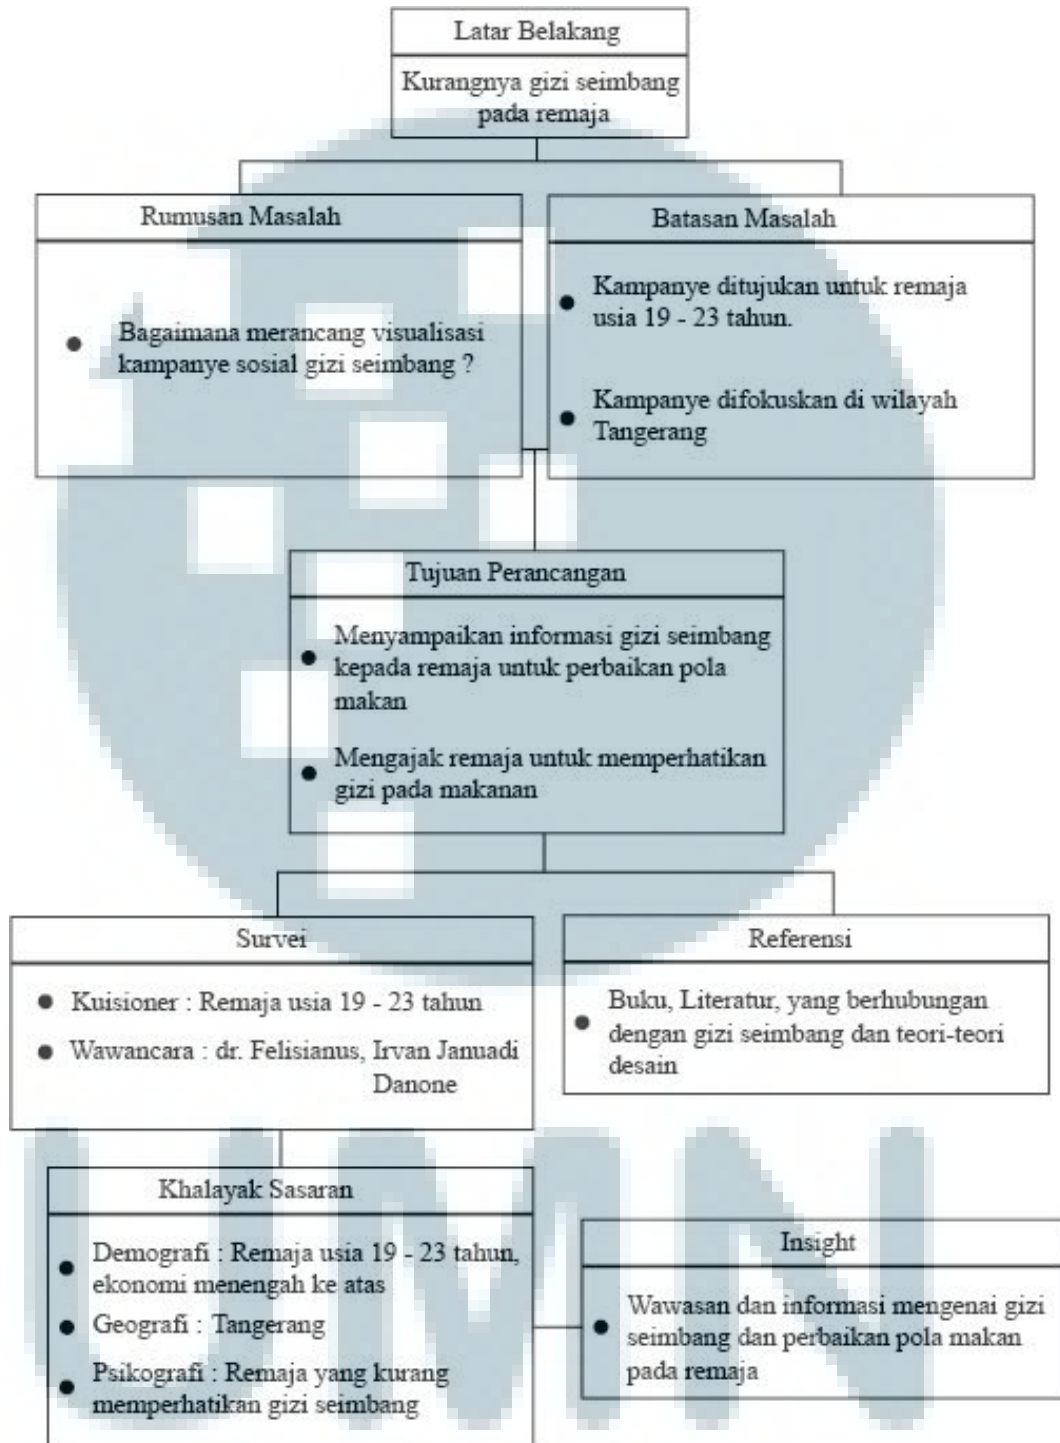 Latar Belakang
Kurangnya gizi seimbang
pada remaja
Rumusan Masalah
Bagaimana merancang visualisasi
kampanye sosial gizi seimbang ?
Batasan Masalah
Kampanye ditujukan untuk remaja
usia 19 - 23 tahun.
Kampanye difokuskan di wilayah
Tangerang
Tujuan Perancangan
Menyampaikan informasi gizi seimbang
kepada remaja untuk perbaikan pola
makan
Mengajak remaja untuk memperhatikan
gizi pada makanan
Survei
Kuisioner : Remaja usia 19 - 23 tahun
Wawancara : dr. Felisianus, Irvan Januadi
Danone
Referensi
Buku, Literatur, yang berhubungan
dengan gizi seimbang dan teori-teori
desain
Khalayak Sasaran
Demografi : Remaja usia 19 - 23 tahun,
ekonomi menengah ke atas
Geografi : Tangerang
Psikografi : Remaja yang kurang
memperhatikan gizi seimbang
Insight
Wawasan dan informasi mengenai gizi
seimbang dan perbaikan pola makan
pada remaja
UMN